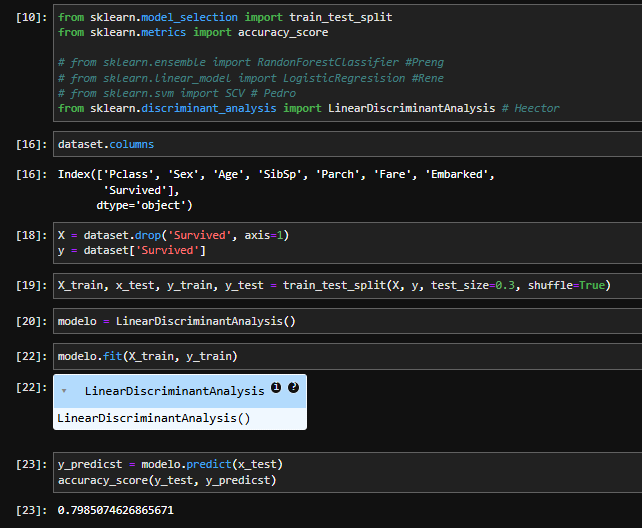 [10]: from sklearn.model_selection import train_test_split
from sklearn.metrics import accuracy_score
# from sklearn.ensemble import RandonForestClassifier #Preng
# from sklearn.linear_model import LogisticRegresision #Rene
# from sklearn.svm import SCV # Pedro
from sklearn.discriminant_analysis import LinearDiscriminantAnalysis # Heector
[16]: dataset.columns
[16]: Index(['Pclass', 'Sex', 'Age', 'SibSp', 'Parch', 'Fare', 'Embarked',
'Survived'],
dtype='object')
[18]: X = dataset.drop('Survived', axis=1)
y = dataset['Survived']
[19]: X_train, x_test, y_train, y_test = train_test_split(X, y, test_size=0.3, shuffle=True)
[20]: modelo = LinearDiscriminantAnalysis()
[22]: modelo.fit(X_train, y_train)
[22]: ▾ LinearDiscriminantAnalysis i ?
LinearDiscriminantAnalysis()
[23]: y_predicst = modelo.predict(x_test)
accuracy_score(y_test, y_predicst)
[23]: 0.7985074626865671